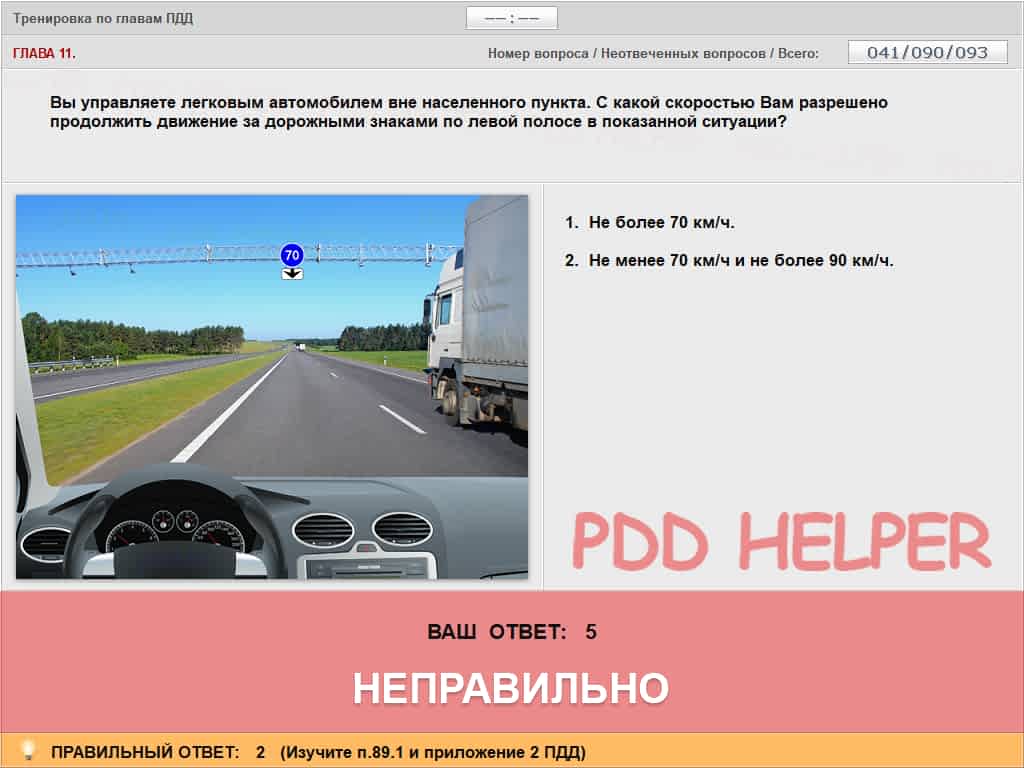 Тренировка по главам ПДД
—— : ——
ГЛАВА 11.
Номер вопроса / Неотвеченных вопросов / Всего:
041/090/093
Вы управляете легковым автомобилем вне населенного пункта. С какой скоростью Вам разрешено
продолжить движение за дорожными знаками по левой полосе в показанной ситуации?
70
1. Не более 70 км/ч.
2. Не менее 70 км/ч и не более 90 км/ч.
PDD HELPER
ВАШ ОТВЕТ: 5
НЕПРАВИЛЬНО
ПРАВИЛЬНЫЙ ОТВЕТ: 2 (Изучите п.89.1 и приложение 2 ПДД)